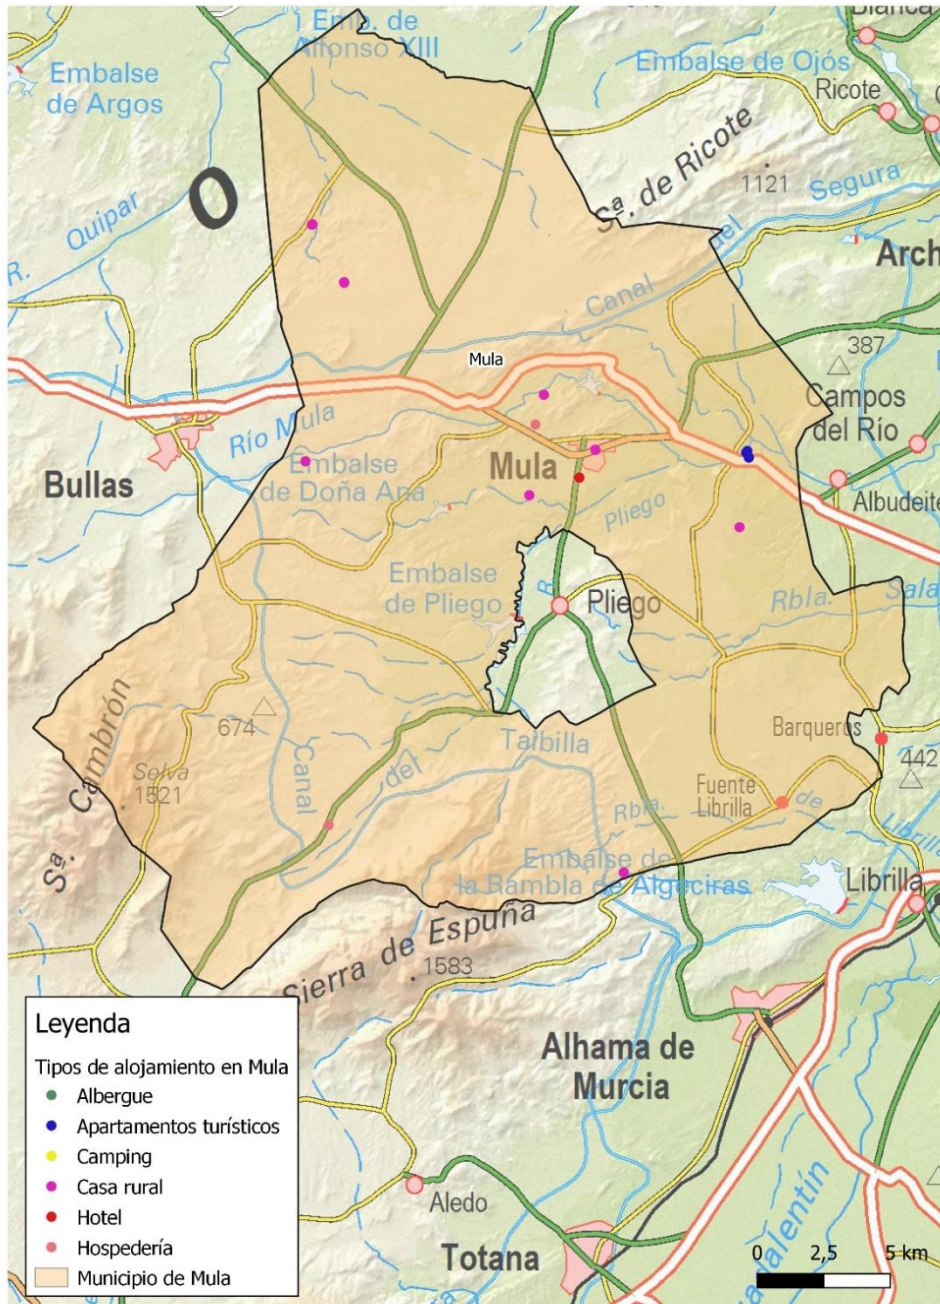 Blanca
Emb. de
Alfonso XIII
Embalse
de Argos
Embalse de Ojós
Ricote
Sª. de Ricote
1121
R. Quipar
O
Canal del Segura
Arch
387
Mula
Campos
del Río
Río Mula
Bullas
Mula
Embalse
de Doña Ana
Albudeite
Pliego
Embalse
de Pliego
R.
Pliego
Rbla. Sala
Sª. Cambrón
674
Selva
1521
Canal del Taibilla
Barqueros
442
Fuente
Librilla
Rbla. de
Librilla
Embalse de
la Rambla de Algeciras
Librilla
Sierra de Espuña
1583
Alhama de
Murcia
Aledo
Totana
Guadalentín
Leyenda
Tipos de alojamiento en Mula
Albergue
Apartamentos turísticos
Camping
Casa rural
Hotel
Hospedería
Municipio de Mula
0 2,5 5 km